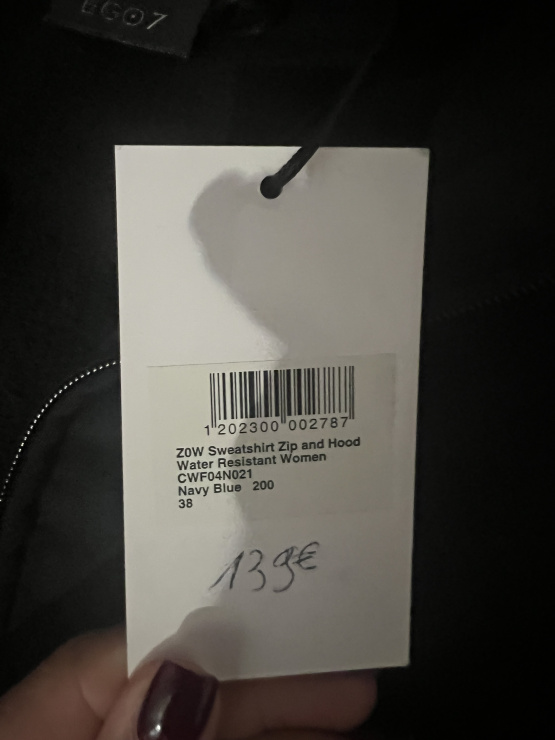 EGO7
1 202300 002787
Z0W Sweatshirt Zip and Hood
Water Resistant Women
CWF04N021
Navy Blue 200
38
139€